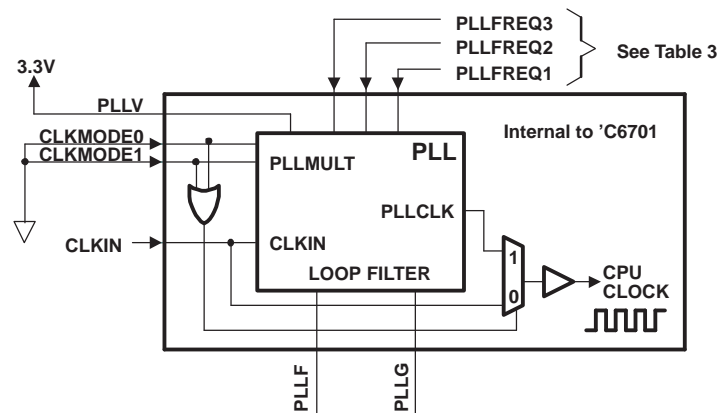 PLLFREQ3
PLLFREQ2
PLLFREQ1
See Table 3
3.3V
PLLV
CLKMODE0
CLKMODE1
PLLMULT
PLL
Internal to ’C6701
PLLCLK
CLKIN
CLKIN
LOOP FILTER
1
0
CPU
CLOCK
PLLF
PLLG